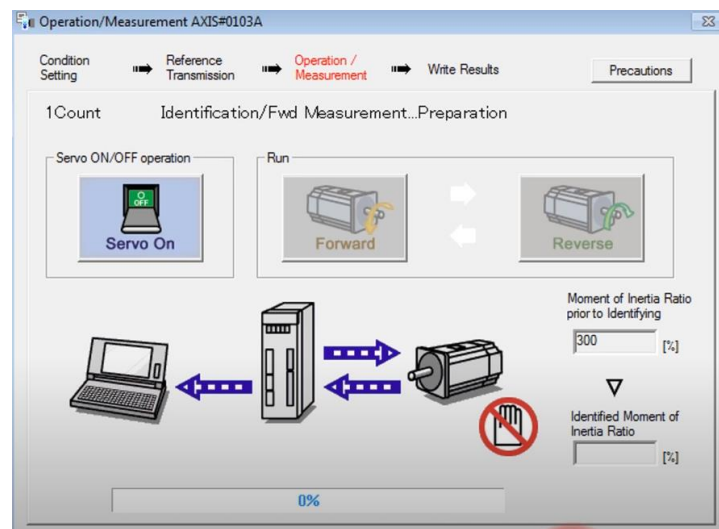 Operation/Measurement AXIS#0103A
Condition
Setting
Reference
Transmission
Operation /
Measurement
Write Results
Precautions
1Count Identification/Fwd Measurement...Preparation
Servo ON/OFF operation
Run
OFF
Servo On
Forward
Reverse
Moment of Inertia Ratio
prior to Identifying
300 [%]
Identified Moment of
Inertia Ratio
[%]
0%